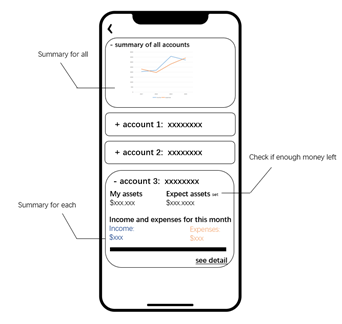 Summary for all
- summary of all accounts
+ account 1: xxxxxxxx
+ account 2: xxxxxxxx
Check if enough money left
- account 3: xxxxxxxx
My assets Expect assets
$xxx.xxx $xxx.xxxx
Summary for each
Income and expenses for this month
Income: Expenses:
$xxx $xxx
see detail